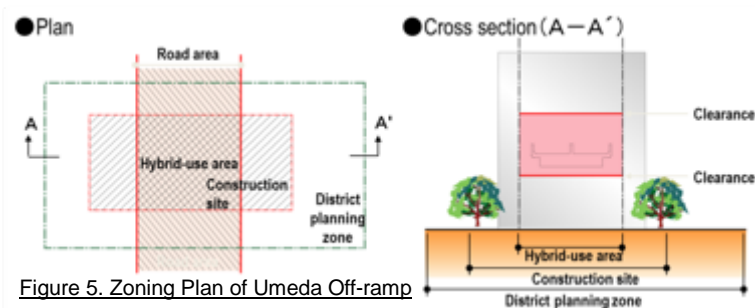 ●Plan
Road area
A
A'
Hybrid-use area
Construction
site
District
planning
zone
Figure 5. Zoning Plan of Umeda Off-ramp
●Cross section(A—A´)
Clearance
Clearance
Hybrid-use area
Construction site
District planning zone